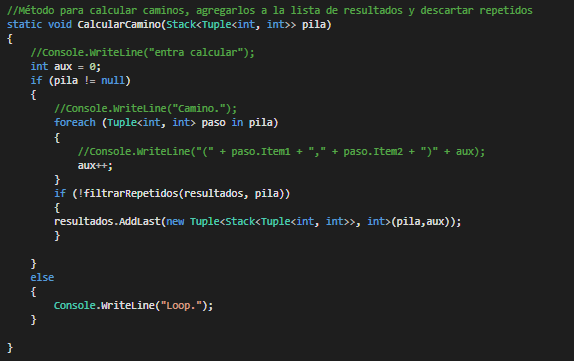 //Método para calcular caminos, agregarlos a la lista de resultados y descartar repetidos
static void CalcularCamino(Stack<Tuple<int, int>> pila)
{
    //Console.WriteLine("entra calcular");
    int aux = 0;
    if (pila != null)
    {
        //Console.WriteLine("Camino.");
        foreach (Tuple<int, int> paso in pila)
        {
            //Console.WriteLine("(" + paso.Item1 + "," + paso.Item2 + ")" + aux);
            aux++;
        }
        if (!filtrarRepetidos(resultados, pila))
        {
        resultados.AddLast(new Tuple<Stack<Tuple<int, int>>, int>(pila,aux));
        }
    }
    else
    {
        Console.WriteLine("Loop.");
    }
}